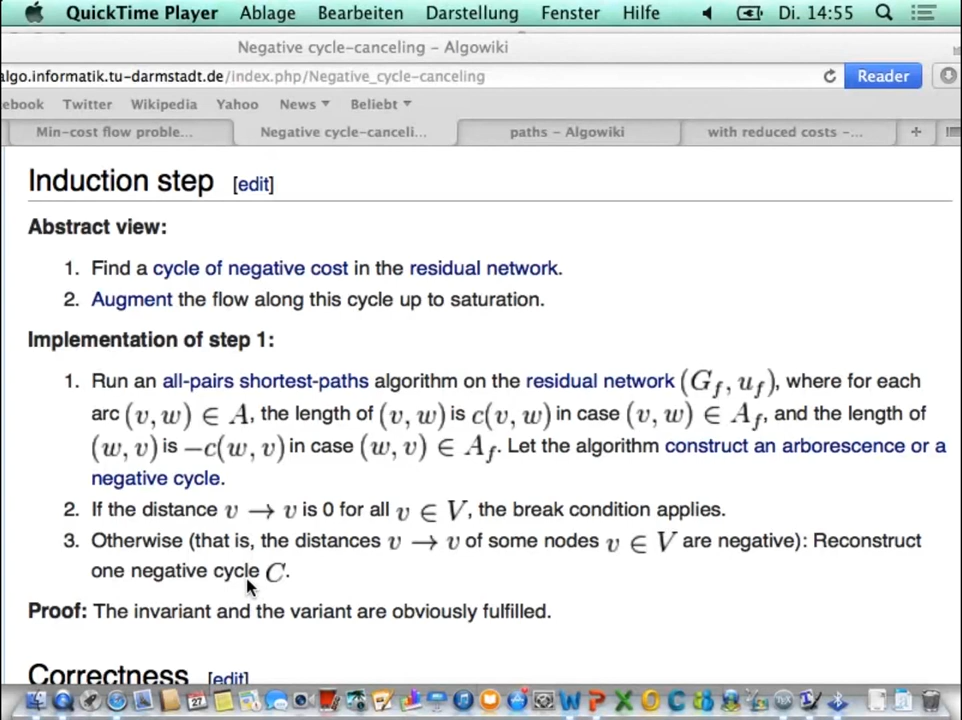 QuickTime Player Ablage Bearbeiten Darstellung Fenster Hilfe Di. 14:55
Negative cycle-canceling – Algowiki
algo.informatik.tu-darmstadt.de/index.php/Negative_cycle-canceling Reader
ebook Twitter Wikipedia Yahoo News Beliebt
Min-cost flow proble... Negative cycle-canceli... paths – Algowiki with reduced costs –... +
Induction step [edit]
Abstract view:
1. Find a cycle of negative cost in the residual network.
2. Augment the flow along this cycle up to saturation.
Implementation of step 1:
1. Run an all-pairs shortest-paths algorithm on the residual network (G_f, u_f), where for each
arc (v, w) ∈ A, the length of (v, w) is c(v, w) in case (v, w) ∈ A_f, and the length of
(w, v) is −c(w, v) in case (w, v) ∈ A_f. Let the algorithm construct an arborescence or a
negative cycle.
2. If the distance v → v is 0 for all v ∈ V, the break condition applies.
3. Otherwise (that is, the distances v → v of some nodes v ∈ V are negative): Reconstruct
one negative cycle C.
Proof: The invariant and the variant are obviously fulfilled.
Correctness [edit]